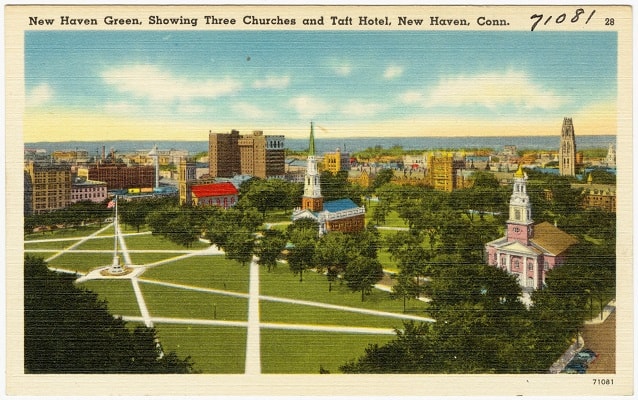 New Haven Green, Showing Three Churches and Taft Hotel, New Haven, Conn. 71081 28
71081